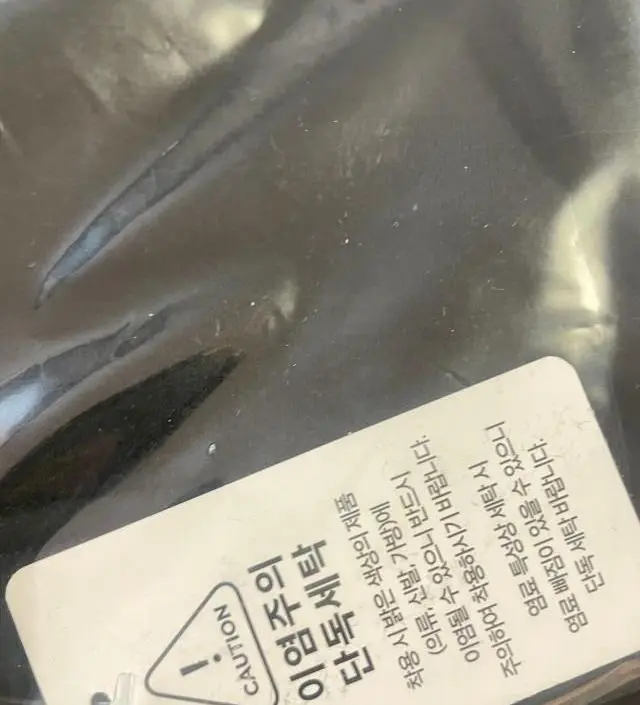 !
CAUTION
이염주의
단독세탁
착용 시 밝은 색상의 제품
(의류, 신발, 가방)에
이염될 수 있으니 반드시
주의하여 착용하시기 바랍니다.
염료 특성상 세탁 시
염료 빠짐이 있을 수 있으니
단독 세탁 바랍니다.